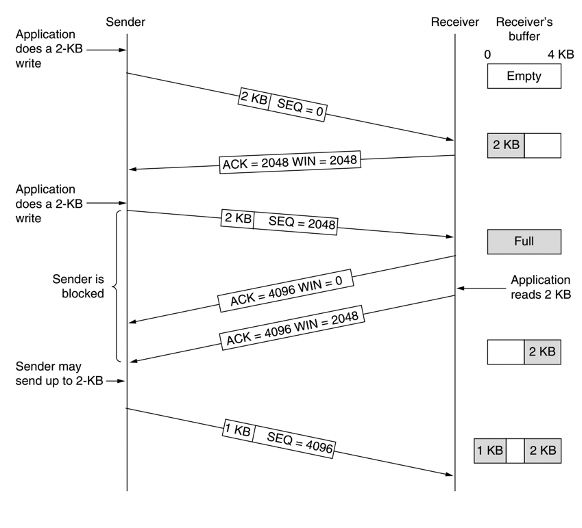 Sender
Receiver
Receiver's
buffer
Application
does a 2-KB
write
0
4 KB
Empty
2 KB
SEQ = 0
2 KB
ACK = 2048 WIN = 2048
Application
does a 2-KB
write
2 KB
SEQ = 2048
Full
Sender is
blocked
ACK = 4096 WIN = 0
Application
reads 2 KB
ACK = 4096 WIN = 2048
2 KB
Sender may
send up to 2-KB
1 KB
SEQ = 4096
1 KB
2 KB